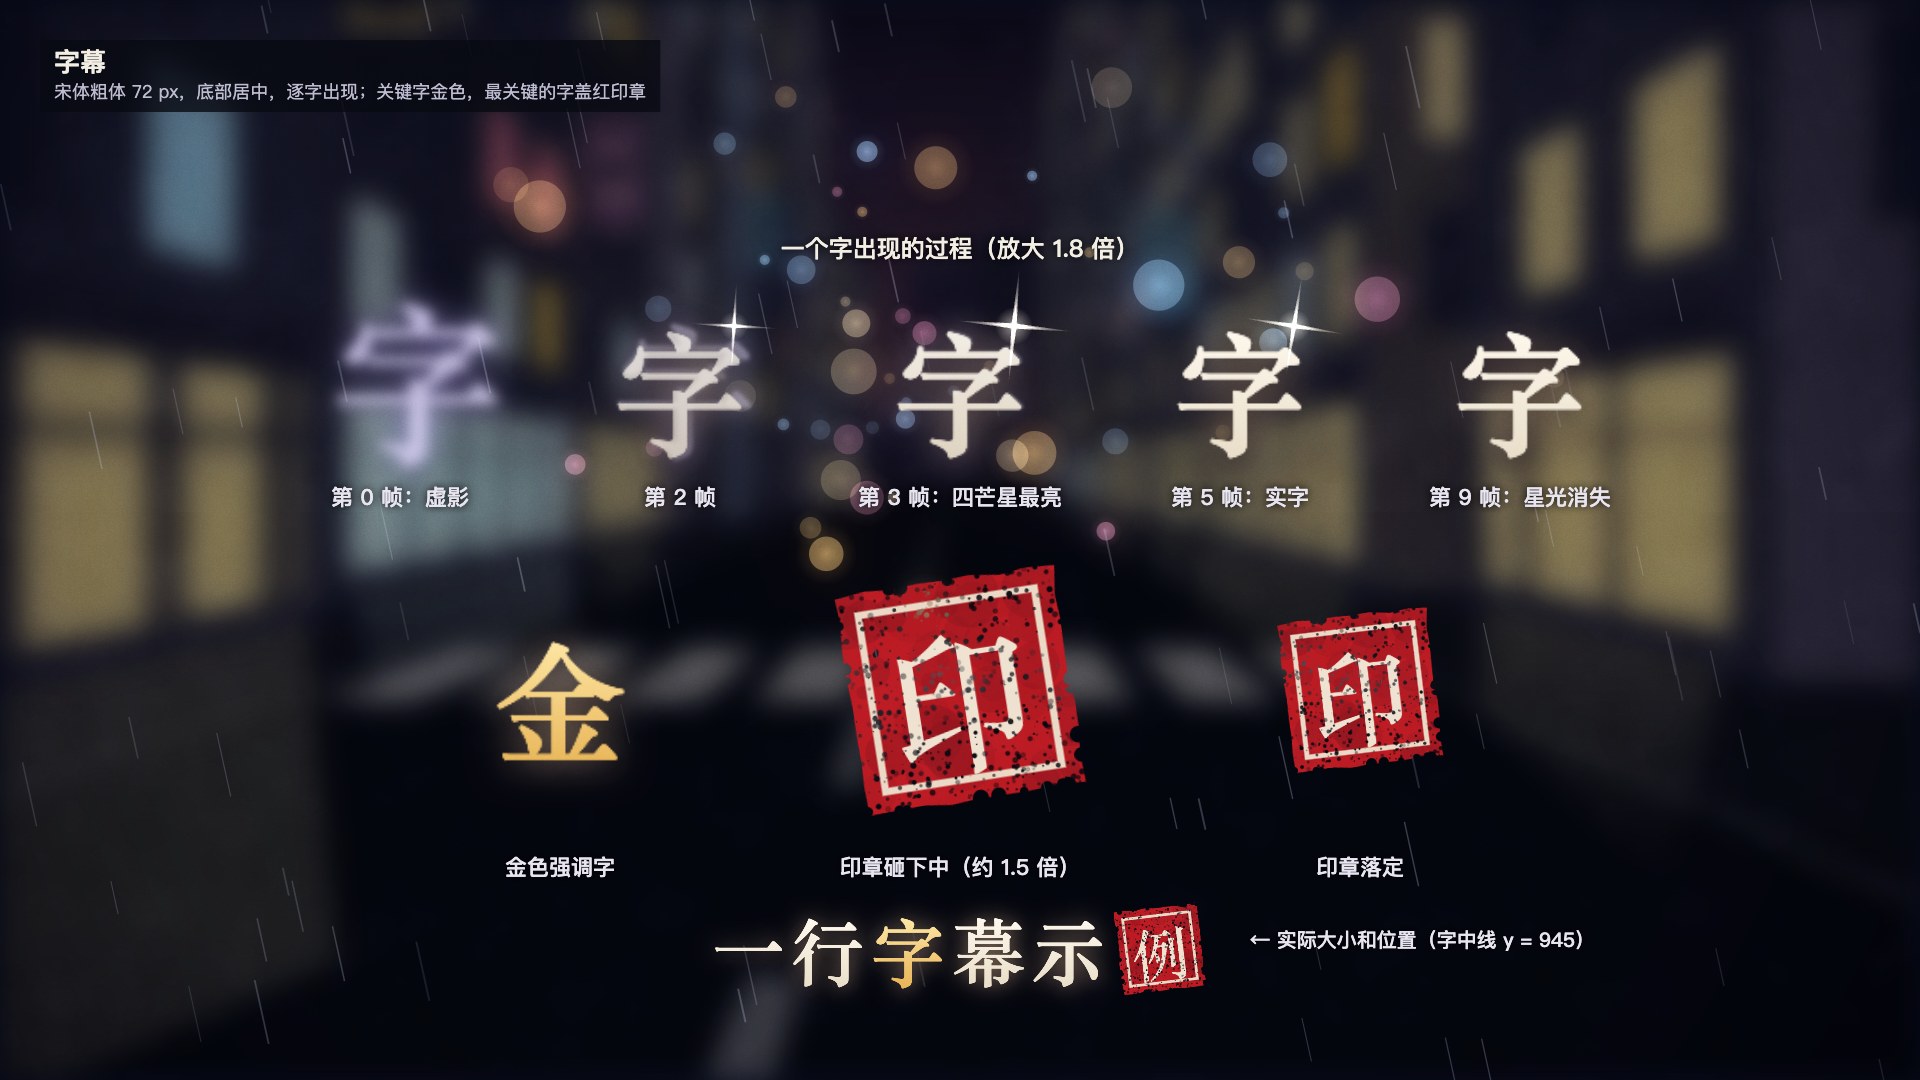 字幕
宋体粗体 72 px，底部居中，逐字出现；关键字金色，最关键的字盖红印章
一个字出现的过程（放大 1.8 倍）
字 字 字 字 字
第 0 帧：虚影 第 2 帧 第 3 帧：四芒星最亮 第 5 帧：实字 第 9 帧：星光消失
金 印 印
金色强调字 印章砸下中（约 1.5 倍） 印章落定
一行字幕示例 ← 实际大小和位置（字中线 y = 945）